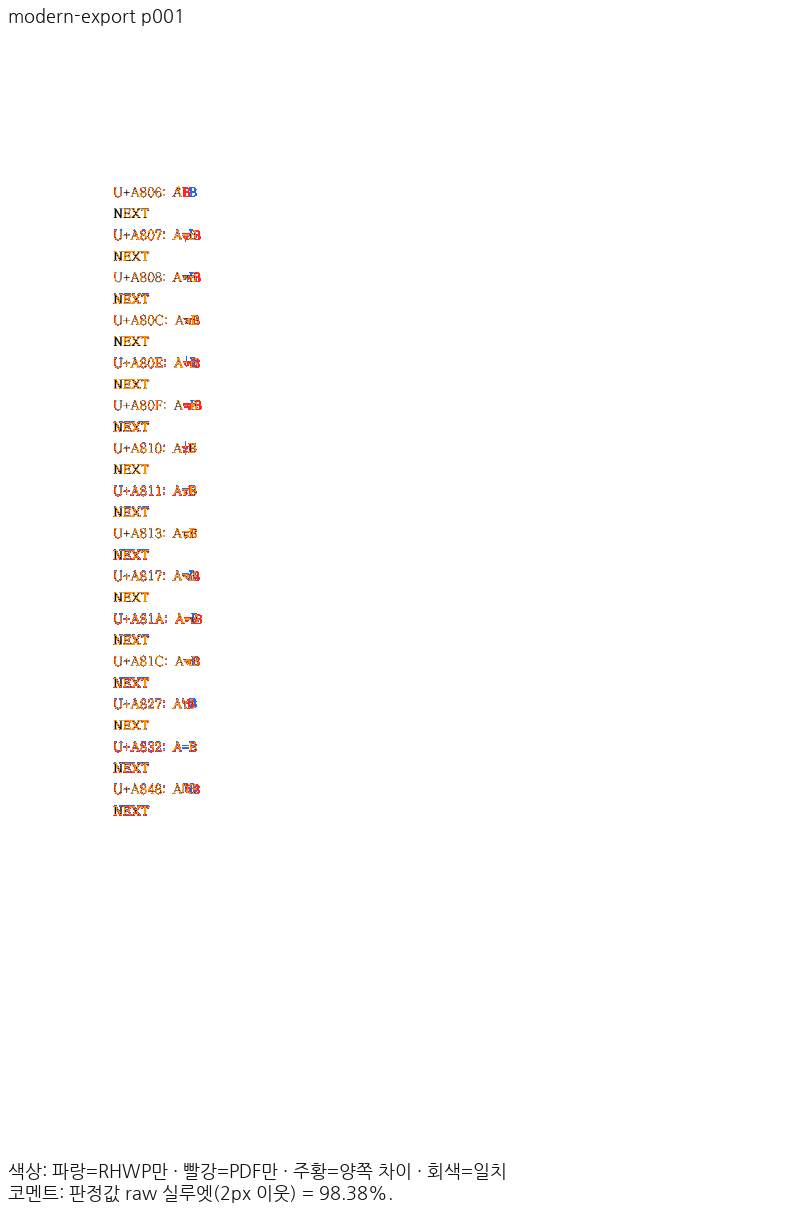 modern-export p001
U+A806:
NEXT
U+A807:
NEXT
U+A808:
NEXT
U+A80C:
NEXT
U+A80E:
NEXT
U+A80F:
NEXT
U+A810:
NEXT
U+A811:
NEXT
U+A813:
NEXT
U+A817:
NEXT
U+A81A:
NEXT
U+A81C:
NEXT
U+A827:
NEXT
U+A832: A=B
NEXT
U+A848:
NEXT
색상: 파랑=RHWP만 · 빨강=PDF만 · 주황=양쪽 차이 · 회색=일치
코멘트: 판정값 raw 실루엣(2px 이웃) = 98.38%.